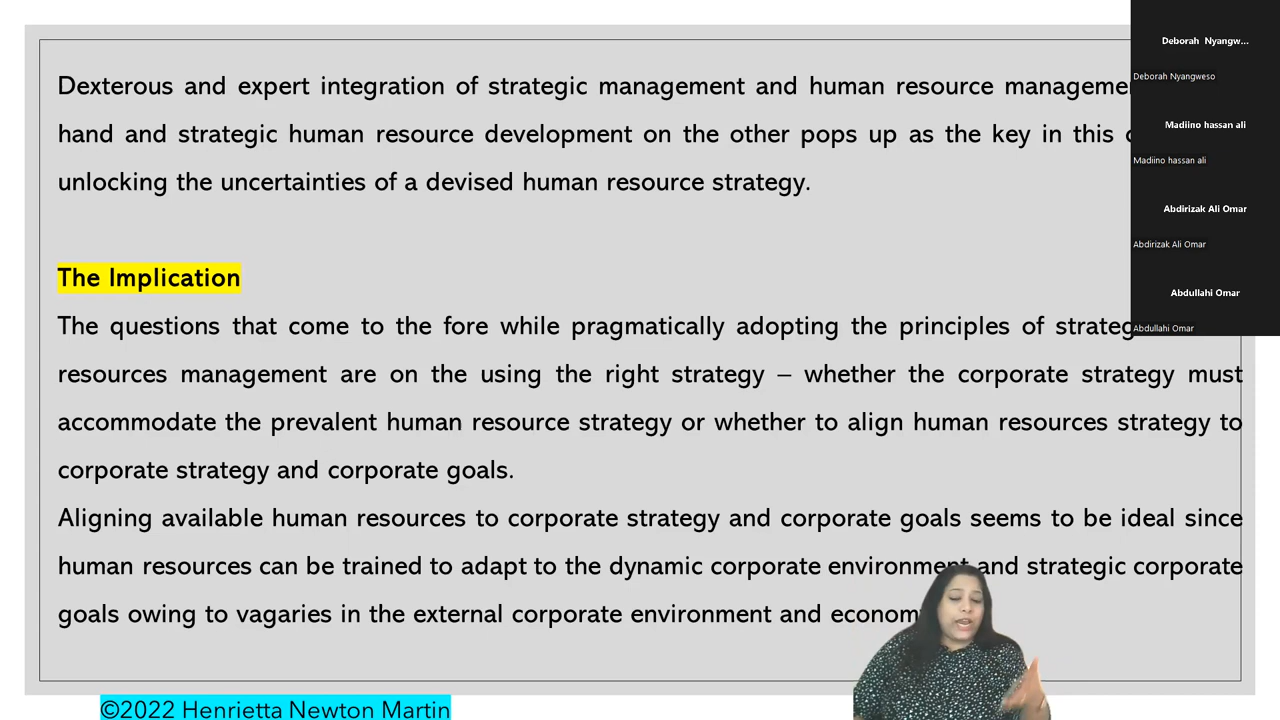 Dexterous and expert integration of strategic management and human resource
hand and strategic human resource development on the other pops up as the key in this
unlocking the uncertainties of a devised human resource strategy.
The Implication
The questions that come to the fore while pragmatically adopting the principles of
resources management are on the using the right strategy – whether the corporate strategy must
accommodate the prevalent human resource strategy or whether to align human resources strategy to
corporate strategy and corporate goals.
Aligning available human resources to corporate strategy and corporate goals seems to be ideal since
human resources can be trained to adapt to the dynamic corporate environment and strategic corporate
goals owing to vagaries in the external corporate environment and
©2022 Henrietta Newton Martin
Deborah Nyangw...
Deborah Nyangweso
Madiino hassan ali
Madiino hassan ali
Abdirizak Ali Omar
Abdirizak Ali Omar
Abdullahi Omar
Abdullahi Omar